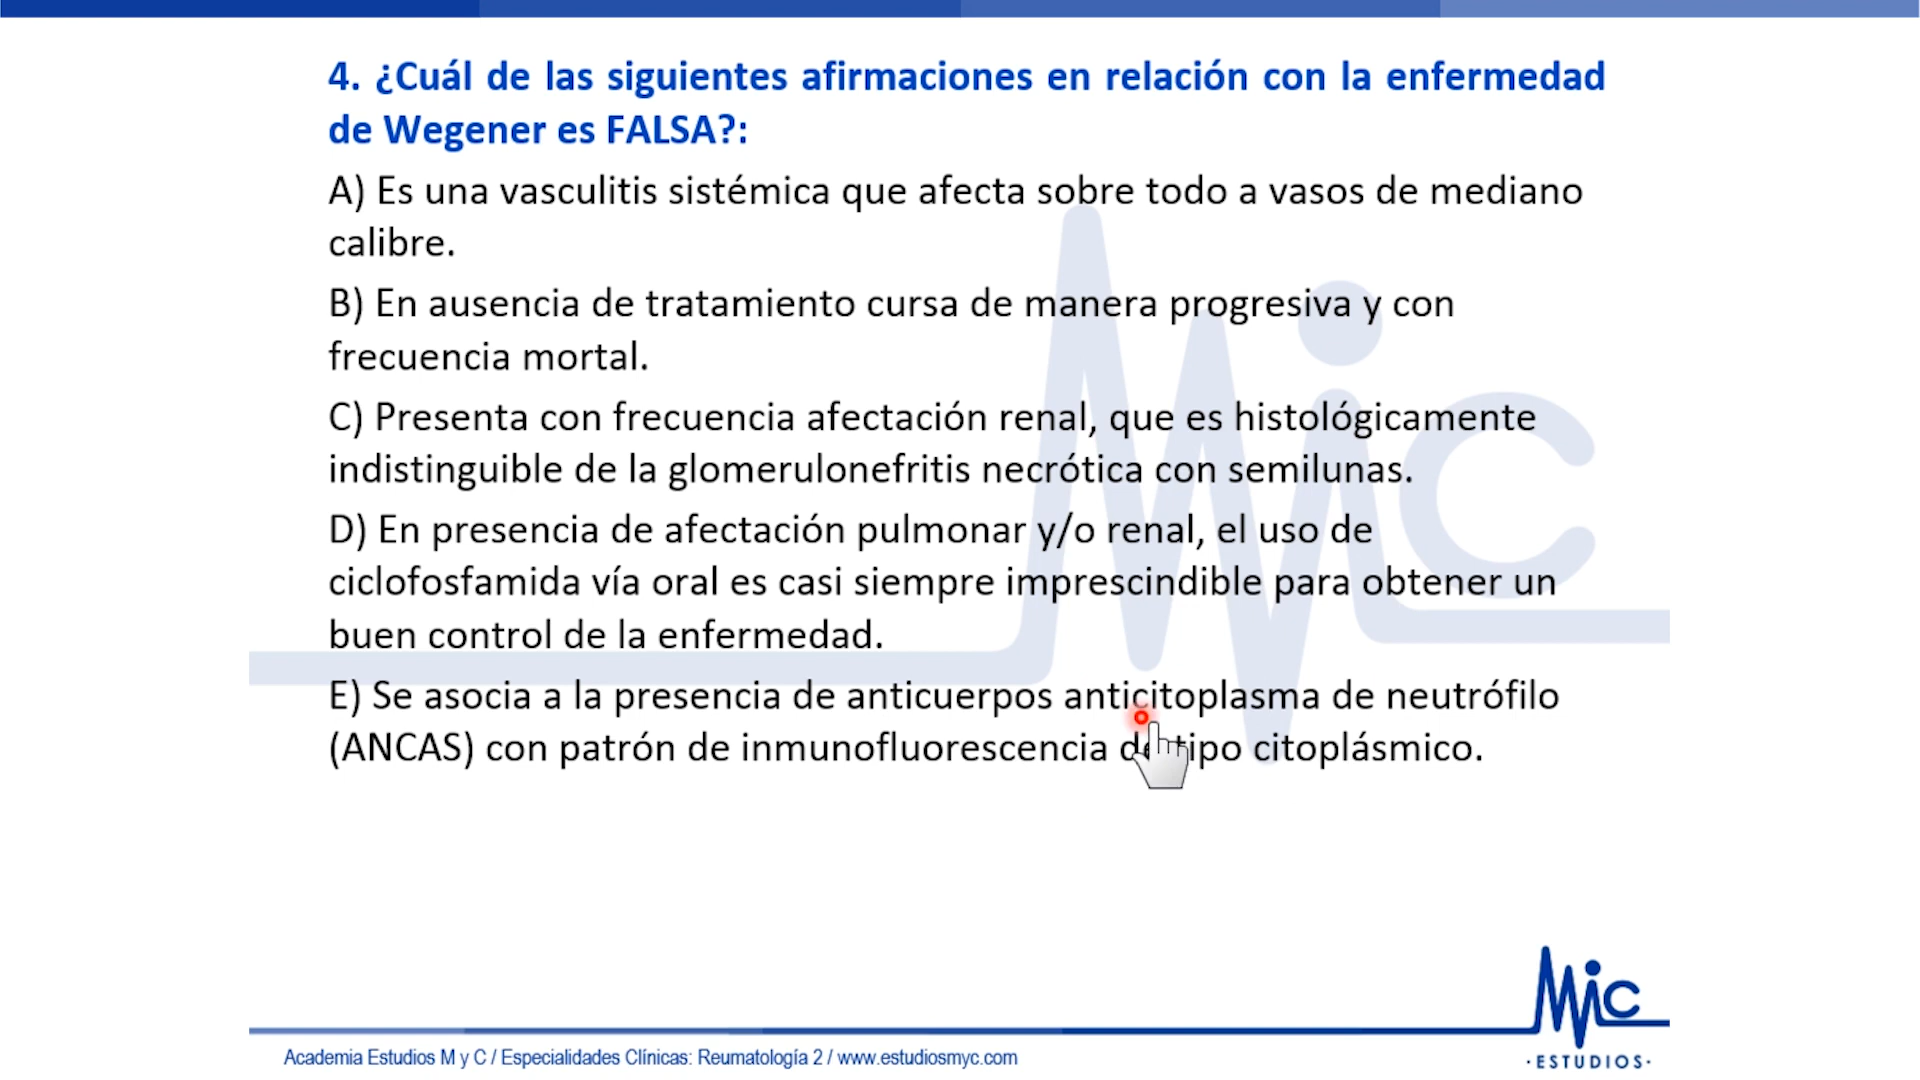 4. ¿Cuál de las siguientes afirmaciones en relación con la enfermedad
de Wegener es FALSA?:
A) Es una vasculitis sistémica que afecta sobre todo a vasos de mediano
calibre.
B) En ausencia de tratamiento cursa de manera progresiva y con
frecuencia mortal.
C) Presenta con frecuencia afectación renal, que es histológicamente
indistinguible de la glomerulonefritis necrótica con semilunas.
D) En presencia de afectación pulmonar y/o renal, el uso de
ciclofosfamida vía oral es casi siempre imprescindible para obtener un
buen control de la enfermedad.
E) Se asocia a la presencia de anticuerpos anticitoplasma de neutrófilo
(ANCAS) con patrón de inmunofluorescencia de tipo citoplásmico.
MiC
·ESTUDIOS·
Academia Estudios M y C / Especialidades Clínicas: Reumatología 2 / www.estudiosmyc.com